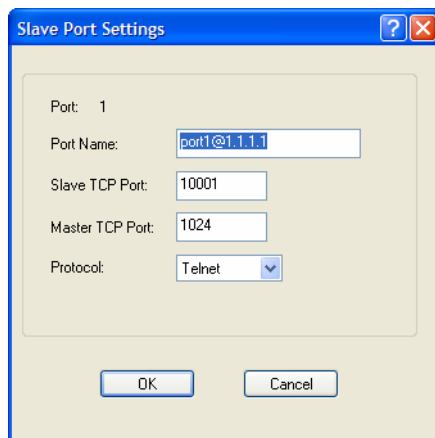 Slave Port Settings
Port: 1
Port Name: port1@1.1.1.1
Slave TCP Port: 10001
Master TCP Port: 1024
Protocol: Telnet
OK Cancel